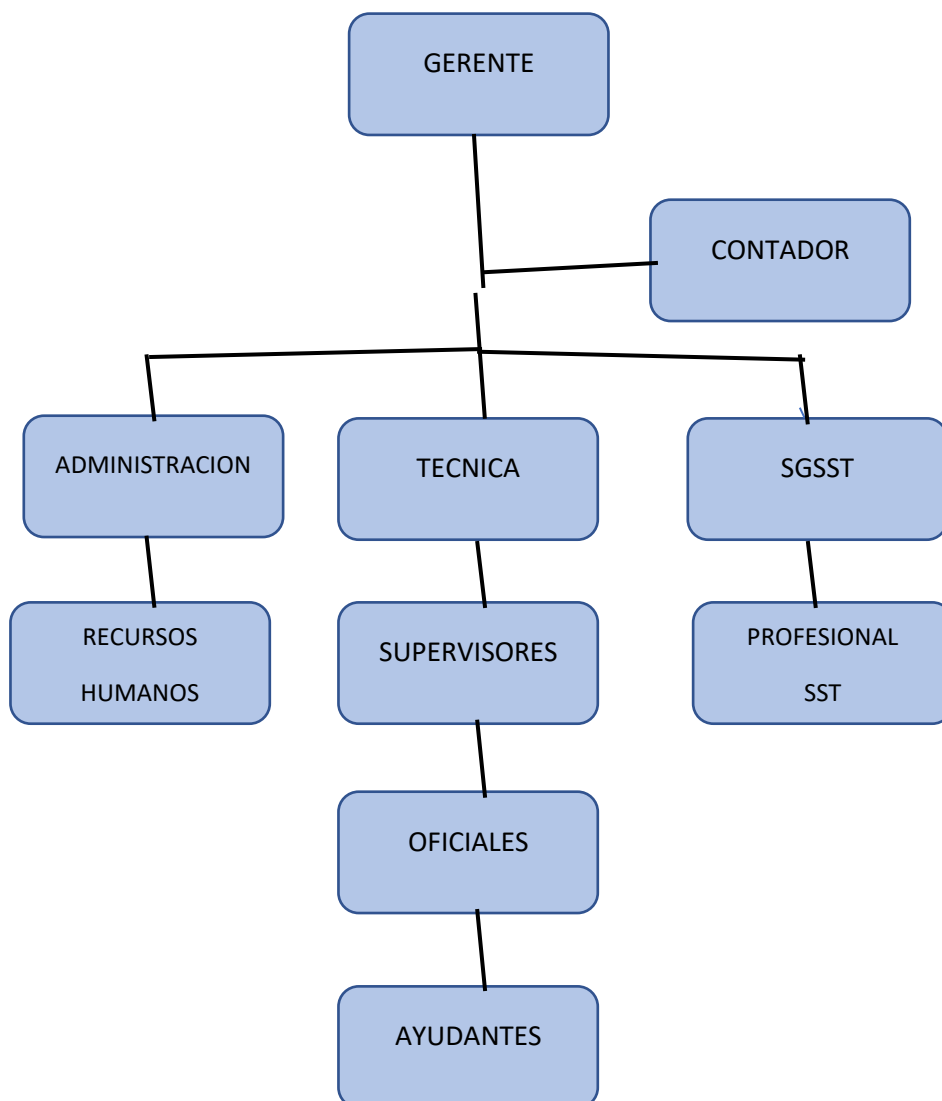 GERENTE
CONTADOR
ADMINISTRACION
TECNICA
SGSST
RECURSOS
HUMANOS
SUPERVISORES
PROFESIONAL
SST
OFICIALES
AYUDANTES